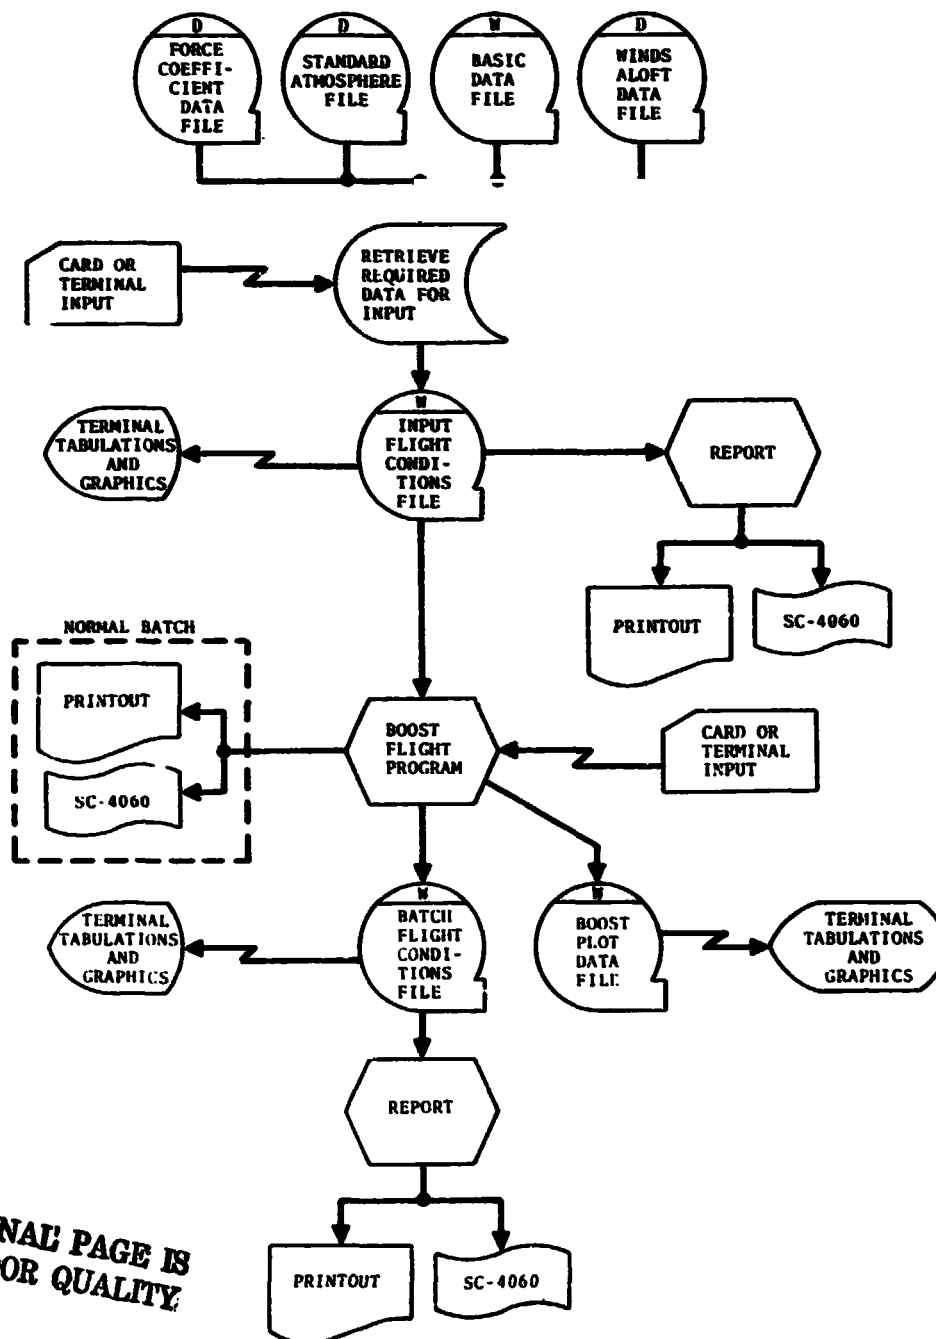 D
FORCE
COEFFI-
CIENT
DATA
FILE
D
STANDARD
ATMOSPHERE
FILE
W
BASIC
DATA
FILE
D
WINDS
ALOFT
DATA
FILE
CARD OR
TERMINAL
INPUT
RETRIEVE
REQUIRED
DATA FOR
INPUT
TERMINAL
TABULATIONS
AND
GRAPHICS
W
INPUT
FLIGHT
CONDI-
TIONS
FILE
REPORT
PRINTOUT
SC-4060
NORMAL BATCH
PRINTOUT
SC-4060
BOOST
FLIGHT
PROGRAM
CARD OR
TERMINAL
INPUT
TERMINAL
TABULATIONS
AND
GRAPHICS
W
BATCH
FLIGHT
CONDI-
TIONS
FILE
W
BOOST
PLOT
DATA
FILE
TERMINAL
TABULATIONS
AND
GRAPHICS
REPORT
PRINTOUT
SC-4060
NAL PAGE IS
OOR QUALITY